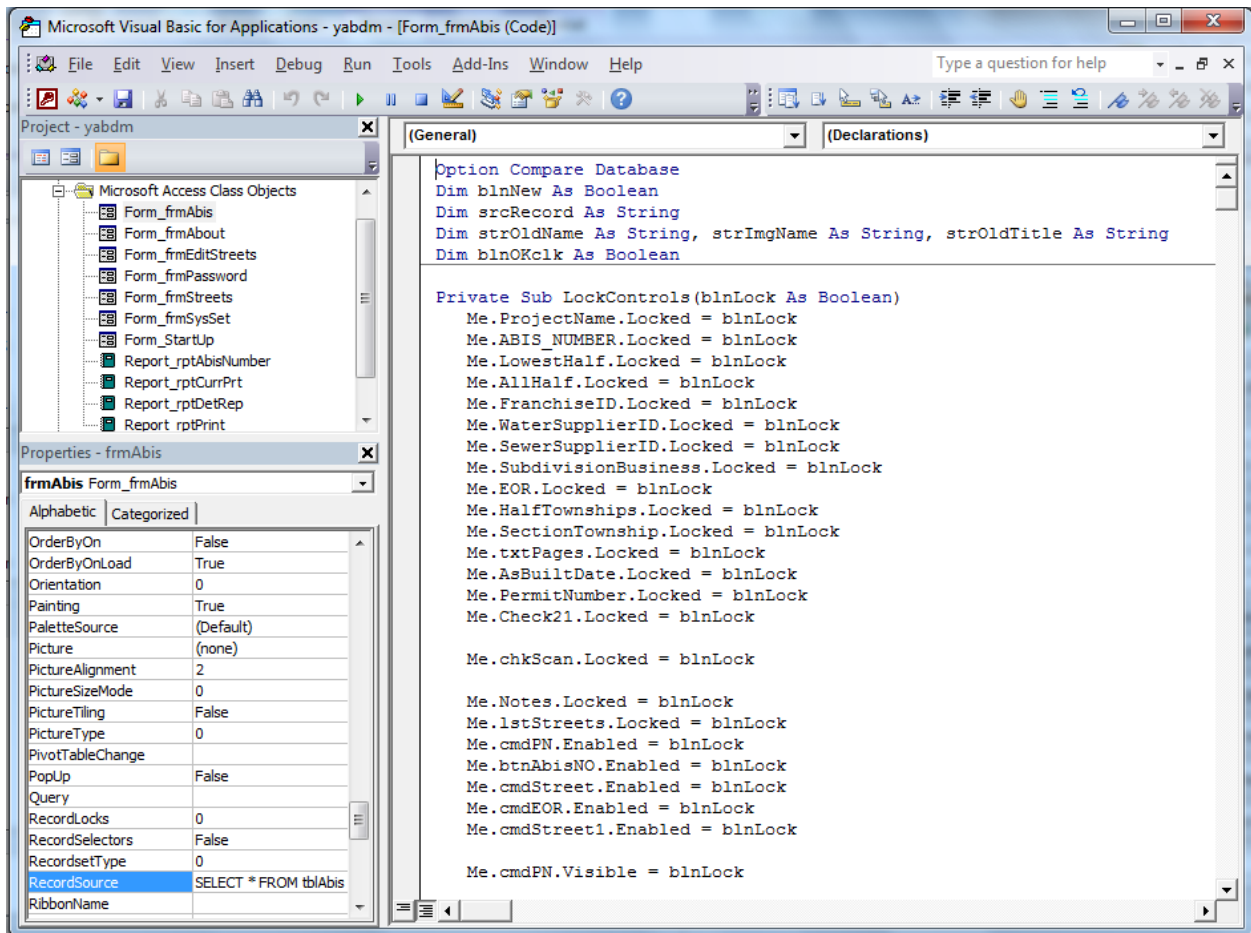 Microsoft Visual Basic for Applications - yabdm - [Form_frmAbis (Code)]
File Edit View Insert Debug Run Tools Add-Ins Window Help
Type a question for help
Project - yabdm
Microsoft Access Class Objects
Form_frmAbis
Form_frmAbout
Form_frmEditStreets
Form_frmPassword
Form_frmStreets
Form_frmSysSet
Form_StartUp
Report_rptAbisNumber
Report_rptCurrPrt
Report_rptDetRep
Report_rptPrint
Properties - frmAbis
frmAbis Form_frmAbis
Alphabetic Categorized
OrderByOn False
OrderByOnLoad True
Orientation 0
Painting True
PaletteSource (Default)
Picture (none)
PictureAlignment 2
PictureSizeMode 0
PictureTiling False
PictureType 0
PivotTableChange
PopUp False
Query
RecordLocks 0
RecordSelectors False
RecordsetType 0
RecordSource SELECT * FROM tblAbis
RibbonName
(General) (Declarations)
Option Compare Database
Dim blnNew As Boolean
Dim srcRecord As String
Dim strOldName As String, strImgName As String, strOldTitle As String
Dim blnOKclk As Boolean
Private Sub LockControls(blnLock As Boolean)
Me.ProjectName.Locked = blnLock
Me.ABIS_NUMBER.Locked = blnLock
Me.LowestHalf.Locked = blnLock
Me.AllHalf.Locked = blnLock
Me.FranchiseID.Locked = blnLock
Me.WaterSupplierID.Locked = blnLock
Me.SewerSupplierID.Locked = blnLock
Me.SubdivisionBusiness.Locked = blnLock
Me.EOR.Locked = blnLock
Me.HalfTownships.Locked = blnLock
Me.SectionTownship.Locked = blnLock
Me.txtPages.Locked = blnLock
Me.AsBuiltDate.Locked = blnLock
Me.PermitNumber.Locked = blnLock
Me.Check21.Locked = blnLock
Me.chkScan.Locked = blnLock
Me.Notes.Locked = blnLock
Me.lstStreets.Locked = blnLock
Me.cmdPN.Enabled = blnLock
Me.btnAbisNO.Enabled = blnLock
Me.cmdStreet.Enabled = blnLock
Me.cmdEOR.Enabled = blnLock
Me.cmdStreet1.Enabled = blnLock
Me.cmdPN.Visible = blnLock